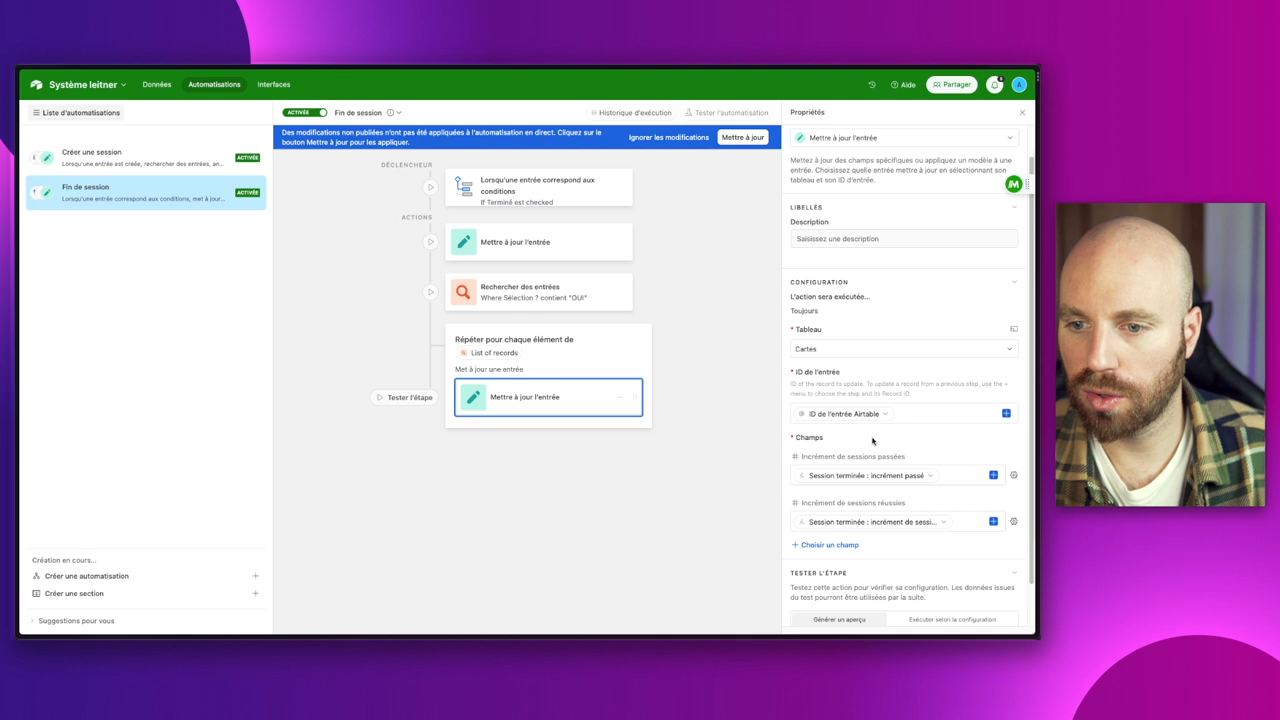 Système leitner
Données
Automatisations
Interfaces
Aide
Partager
Liste d'automatisations
ACTIVÉE
Fin de session
Historique d'exécution
Tester l'automatisation
Propriétés
Des modifications non publiées n'ont pas été appliquées à l'automatisation en direct. Cliquez sur le
bouton Mettre à jour pour les appliquer.
Ignorer les modifications
Mettre à jour
Créer une session
Lorsqu'une entrée est créée, rechercher des entrées, an...
ACTIVÉE
Fin de session
Lorsqu'une entrée correspond aux conditions, met à jour...
ACTIVÉE
DÉCLENCHEUR
Lorsqu'une entrée correspond aux
conditions
If Terminé est checked
ACTIONS
Mettre à jour l'entrée
Rechercher des entrées
Where Sélection ? contient "OUI"
Répéter pour chaque élément de
List of records
Met à jour une entrée
Mettre à jour l'entrée
Tester l'étape
Mettre à jour l'entrée
Mettez à jour des champs spécifiques ou appliquez un modèle à une
entrée. Choisissez quelle entrée mettre à jour en sélectionnant son
tableau et son ID d'entrée.
LIBELLÉS
Description
Saisissez une description
CONFIGURATION
L'action sera exécutée...
Toujours
* Tableau
Cartes
* ID de l'entrée
ID of the record to update. To update a record from a previous step, use the +
menu to choose the step and its Record ID.
ID de l'entrée Airtable
* Champs
Incrément de sessions passées
Session terminée : incrément passé
Incrément de sessions réussies
Session terminée : incrément de sessi...
+ Choisir un champ
TESTER L'ÉTAPE
Testez cette action pour vérifier sa configuration. Les données issues
du test pourront être utilisées par la suite.
Générer un aperçu
Exécuter selon la configuration
Création en cours...
Créer une automatisation
Créer une section
Suggestions pour vous